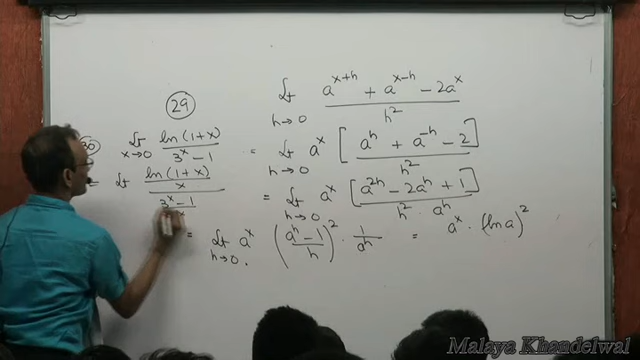 (29)
lt h→0 (a^(x+h) + a^(x-h) - 2a^x) / h^2
= lt h→0 a^x [ (a^h + a^(-h) - 2) / h^2 ]
= lt h→0 a^x [ (a^(2h) - 2a^h + 1) / (h^2 · a^h) ]
= lt h→0 a^x ( (a^h - 1) / h )^2 · 1/a^h = a^x · (ln a)^2
(30) lt x→0 ln(1+x) / (3^x - 1)
= lt (ln(1+x) / x) / ((3^x - 1) / x)
Malaya Khandelwal